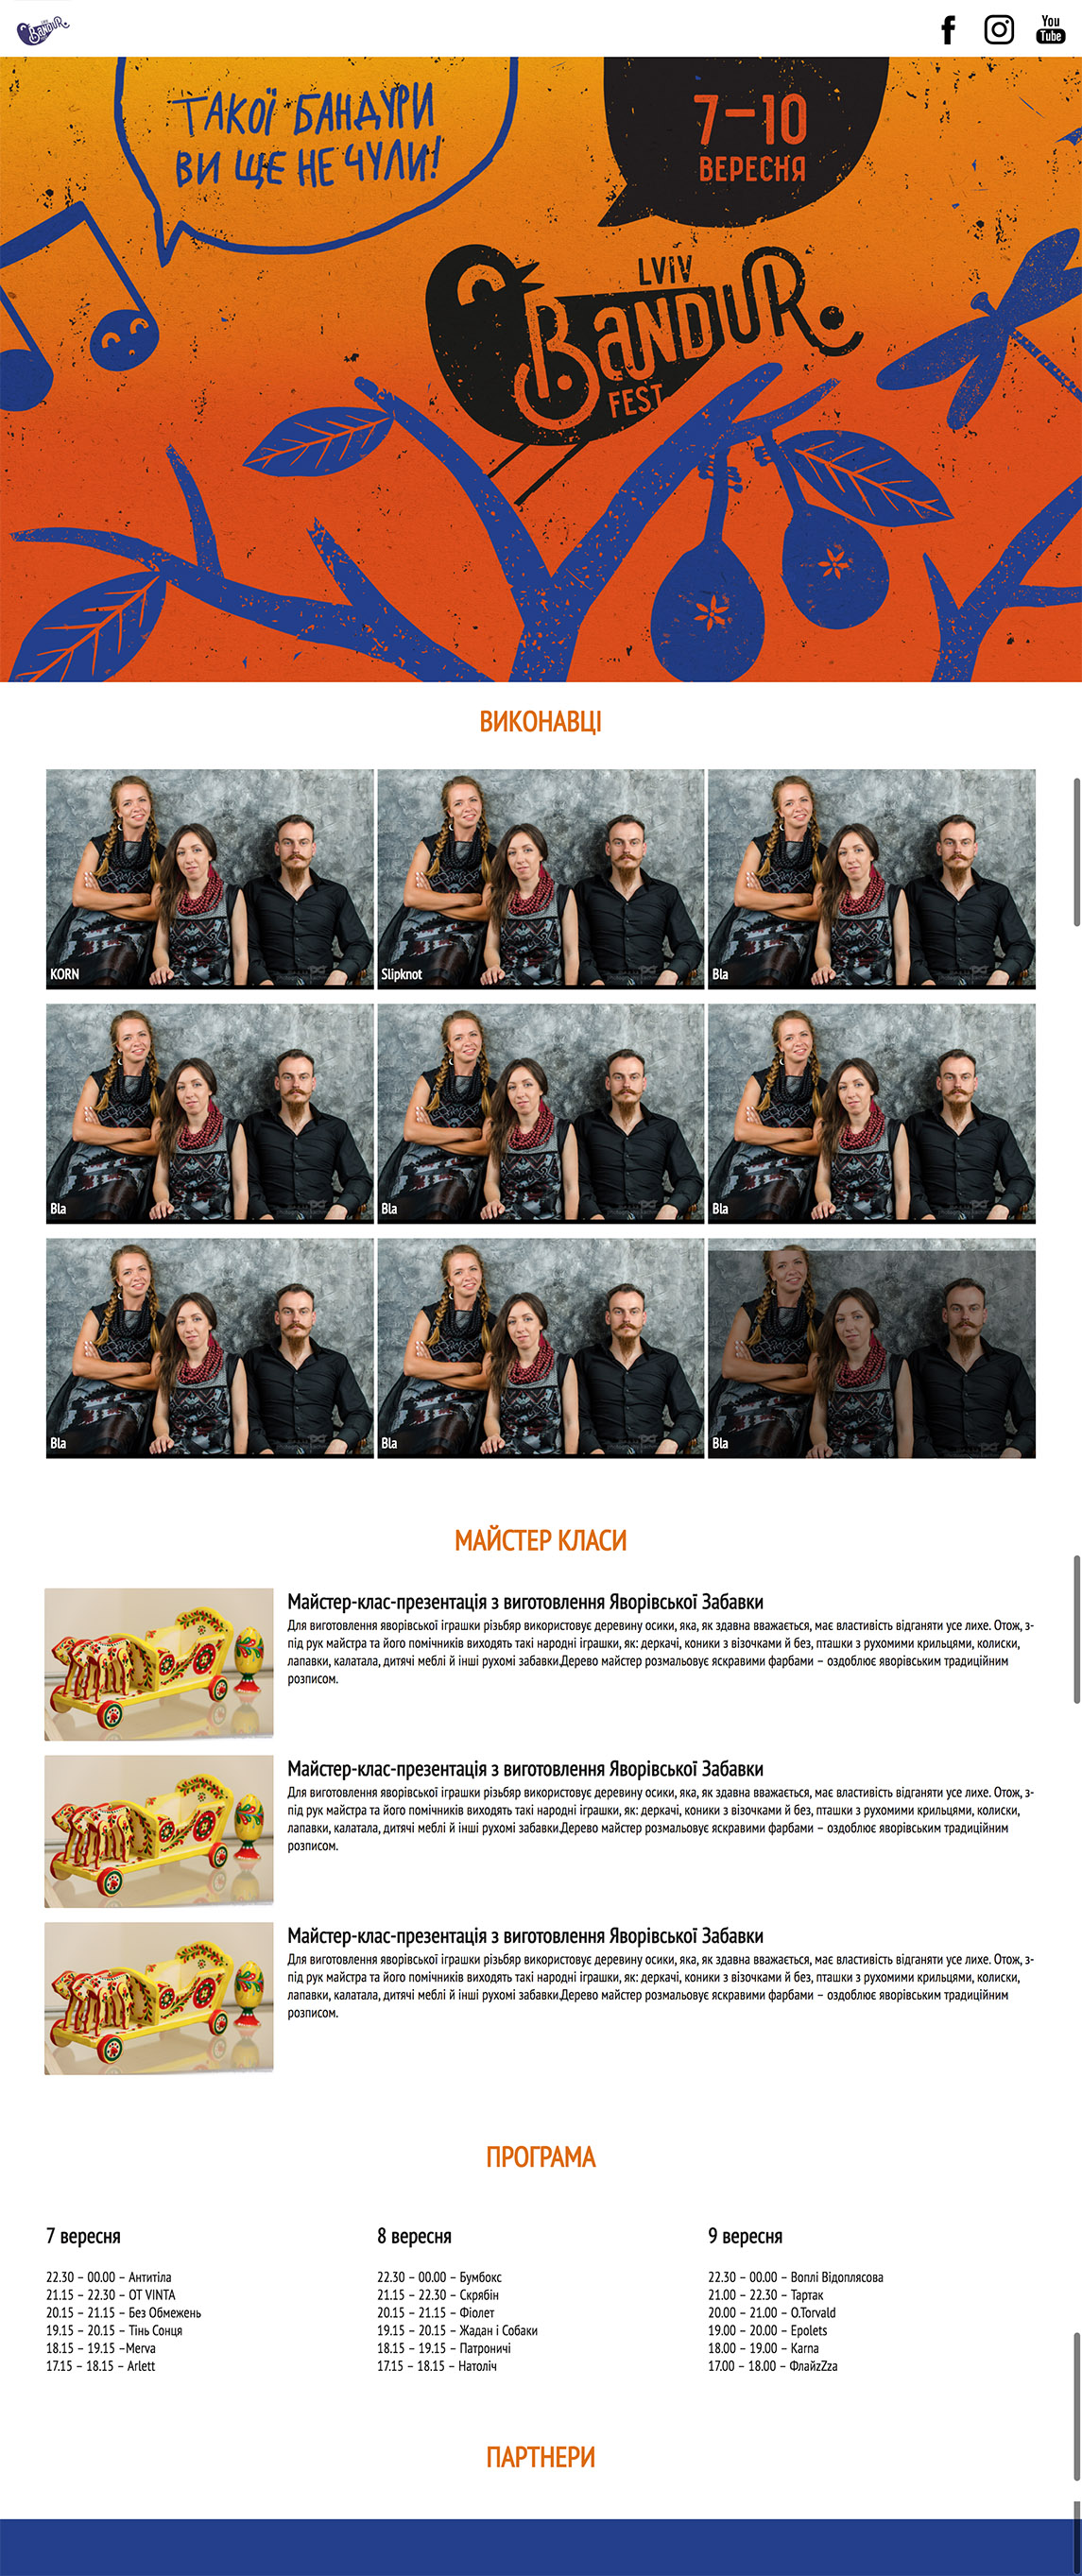 BANDUR
You
Tube
ТАКОЇ БАНДУРИ
ВИ ЩЕ НЕ ЧУЛИ!
7–10
ВЕРЕСНЯ
LVIV
BANDUR.
FEST
ВИКОНАВЦІ
KORN
Slipknot
Bla
Bla
Bla
Bla
Bla
Bla
Bla
МАЙСТЕР КЛАСИ
Майстер-клас-презентація з виготовлення Яворівської Забавки
Для виготовлення яворівської іграшки різьбяр використовує деревину осики, яка, як здавна вважається, має властивість відганяти усе лихе. Отож, з-
під рук майстра та його помічників виходять такі народні іграшки, як: деркачі, коники з візочками й без, пташки з рухомими крильцями, колиски,
лапавки, калатала, дитячі меблі й інші рухомі забавки.Дерево майстер розмальовує яскравими фарбами – оздоблює яворівським традиційним
розписом.
Майстер-клас-презентація з виготовлення Яворівської Забавки
Для виготовлення яворівської іграшки різьбяр використовує деревину осики, яка, як здавна вважається, має властивість відганяти усе лихе. Отож, з-
під рук майстра та його помічників виходять такі народні іграшки, як: деркачі, коники з візочками й без, пташки з рухомими крильцями, колиски,
лапавки, калатала, дитячі меблі й інші рухомі забавки.Дерево майстер розмальовує яскравими фарбами – оздоблює яворівським традиційним
розписом.
Майстер-клас-презентація з виготовлення Яворівської Забавки
Для виготовлення яворівської іграшки різьбяр використовує деревину осики, яка, як здавна вважається, має властивість відганяти усе лихе. Отож, з-
під рук майстра та його помічників виходять такі народні іграшки, як: деркачі, коники з візочками й без, пташки з рухомими крильцями, колиски,
лапавки, калатала, дитячі меблі й інші рухомі забавки.Дерево майстер розмальовує яскравими фарбами – оздоблює яворівським традиційним
розписом.
ПРОГРАМА
7 вересня
22.30 – 00.00 – Антитіла
21.15 – 22.30 – ОТ VINTA
20.15 – 21.15 – Без Обмежень
19.15 – 20.15 – Тінь Сонця
18.15 – 19.15 –Merva
17.15 – 18.15 – Arlett
8 вересня
22.30 – 00.00 – Бумбокс
21.15 – 22.30 – Скрябін
20.15 – 21.15 – Фіолет
19.15 – 20.15 – Жадан і Собаки
18.15 – 19.15 – Патроничі
17.15 – 18.15 – Натоліч
9 вересня
22.30 – 00.00 – Воплі Відоплясова
21.00 – 22.30 – Тартак
20.00 – 21.00 – O.Torvald
19.00 – 20.00 – Epolets
18.00 – 19.00 – Karna
17.00 – 18.00 – ФлайzZzа
ПАРТНЕРИ